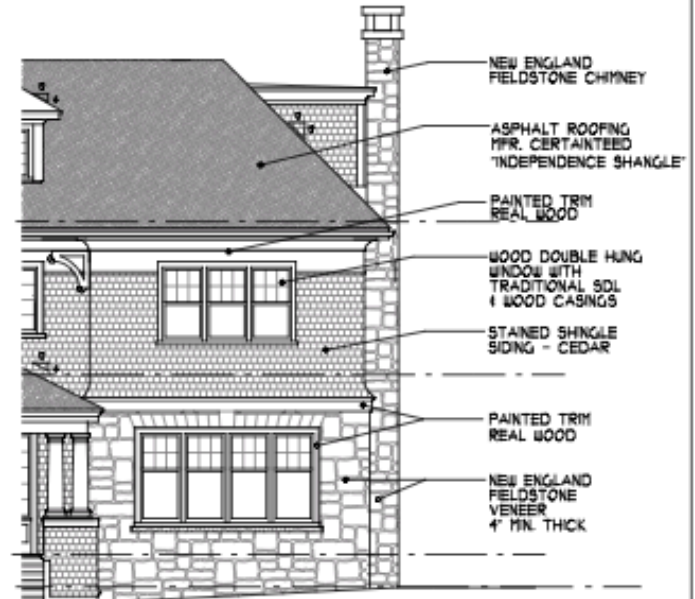 NEW ENGLAND
FIELDSTONE CHIMNEY
ASPHALT ROOFING
MFR. CERTAINTEED
"INDEPENDENCE SHANGLE"
PAINTED TRIM
REAL WOOD
WOOD DOUBLE HUNG
WINDOW WITH
TRADITIONAL SDL
& WOOD CASINGS
STAINED SHINGLE
SIDING - CEDAR
PAINTED TRIM
REAL WOOD
NEW ENGLAND
FIELDSTONE
VENEER
4" MIN. THICK